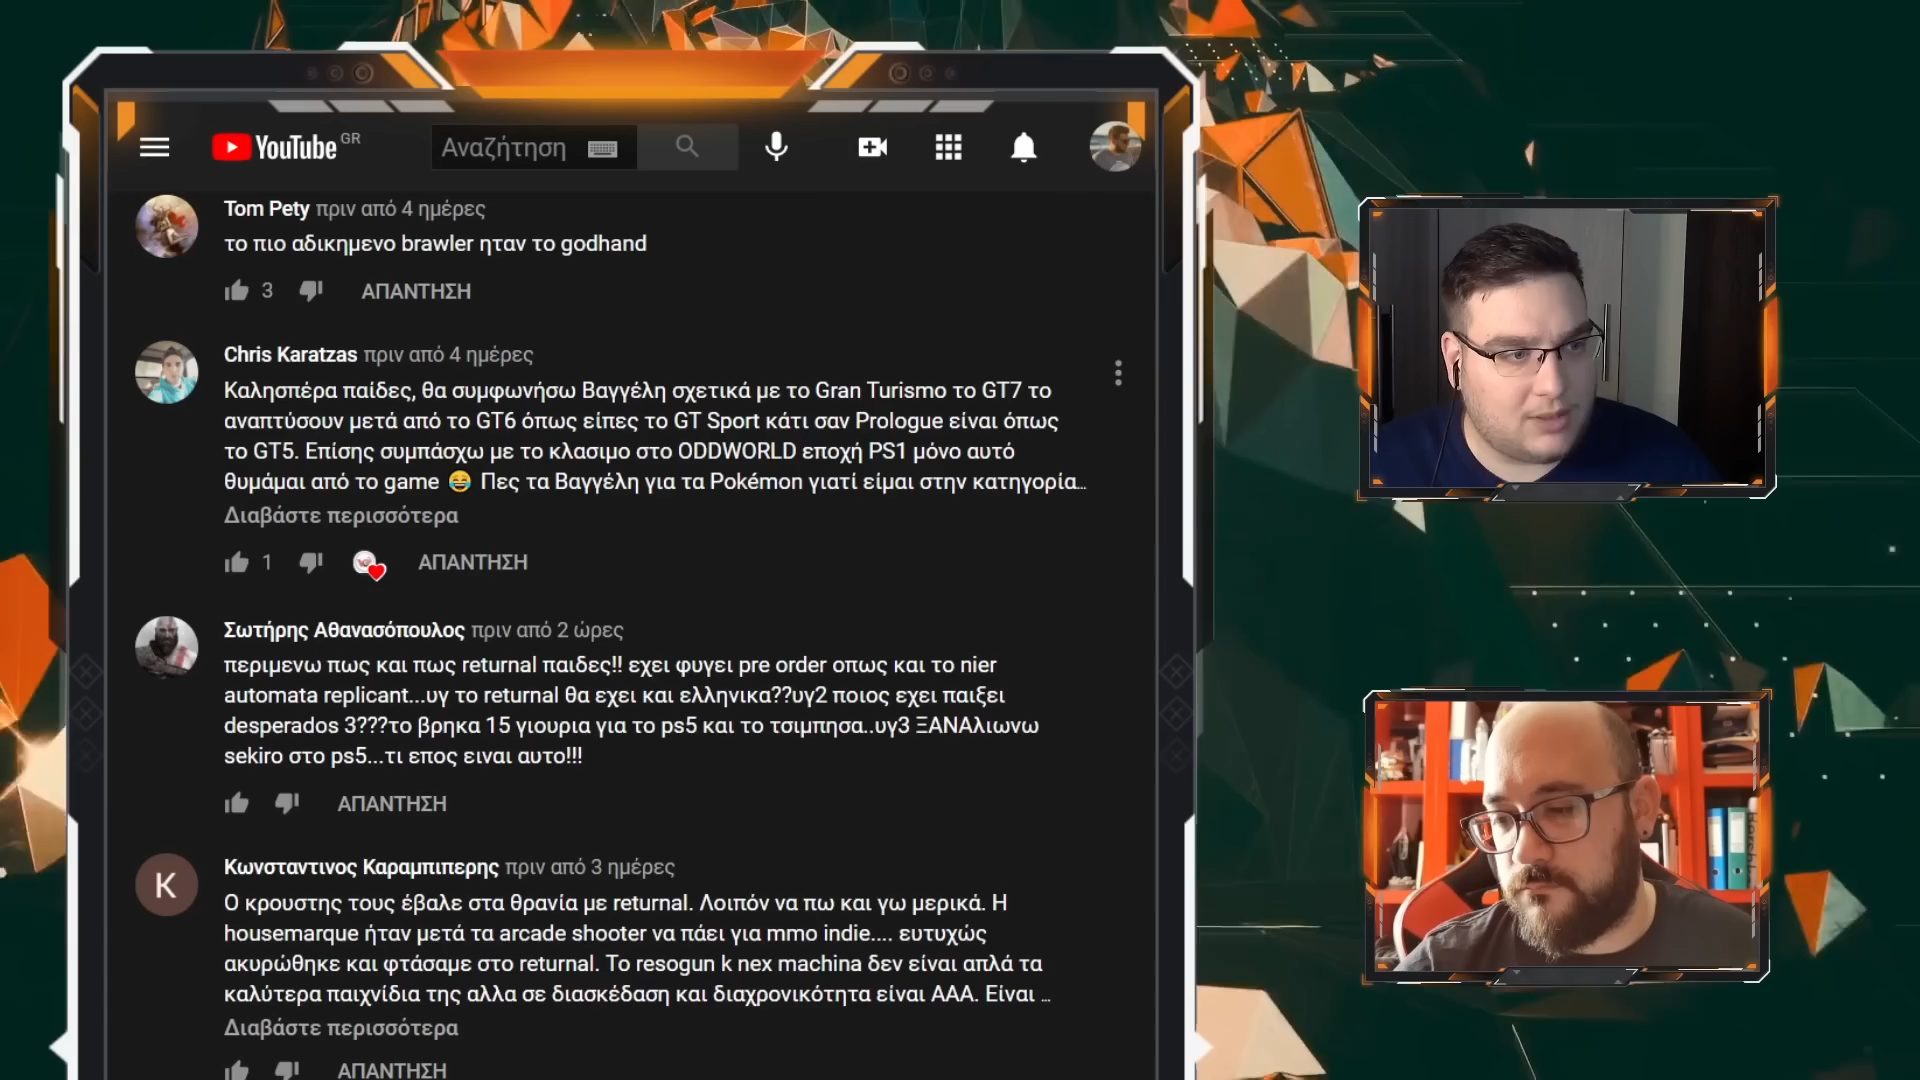 YouTube GR
Αναζήτηση
Tom Pety πριν από 4 ημέρες
το πιο αδικημενο brawler ηταν το godhand
3 ΑΠΑΝΤΗΣΗ
Chris Karatzas πριν από 4 ημέρες
Καλησπέρα παίδες, θα συμφωνήσω Βαγγέλη σχετικά με το Gran Turismo το GT7 το
αναπτύσουν μετά από το GT6 όπως είπες το GT Sport κάτι σαν Prologue είναι όπως
το GT5. Επίσης συμπάσχω με το κλασιμο στο ODDWORLD εποχή PS1 μόνο αυτό
θυμάμαι από το game 😂 Πες τα Βαγγέλη για τα Pokémon γιατί είμαι στην κατηγορία…
Διαβάστε περισσότερα
1 ΑΠΑΝΤΗΣΗ
Σωτήρης Αθανασόπουλος πριν από 2 ώρες
περιμενω πως και πως returnal παιδες!! εχει φυγει pre order οπως και το nier
automata replicant...υγ το returnal θα εχει και ελληνικα??υγ2 ποιος εχει παιξει
desperados 3???το βρηκα 15 γιουρια για το ps5 και το τσιμπησα..υγ3 ΞΑΝΑλιωνω
sekiro στο ps5...τι επος ειναι αυτο!!!
ΑΠΑΝΤΗΣΗ
Κωνσταντινος Καραμπιπερης πριν από 3 ημέρες
K
Ο κρουστης τους έβαλε στα θρανία με returnal. Λοιπόν να πω και γω μερικά. Η
housemarque ήταν μετά τα arcade shooter να πάει για mmo indie.... ευτυχώς
ακυρώθηκε και φτάσαμε στο returnal. Το resogun k nex machina δεν είναι απλά τα
καλύτερα παιχνίδια της αλλα σε διασκέδαση και διαχρονικότητα είναι ΑΑΑ. Είναι …
Διαβάστε περισσότερα
ΑΠΑΝΤΗΣΗ